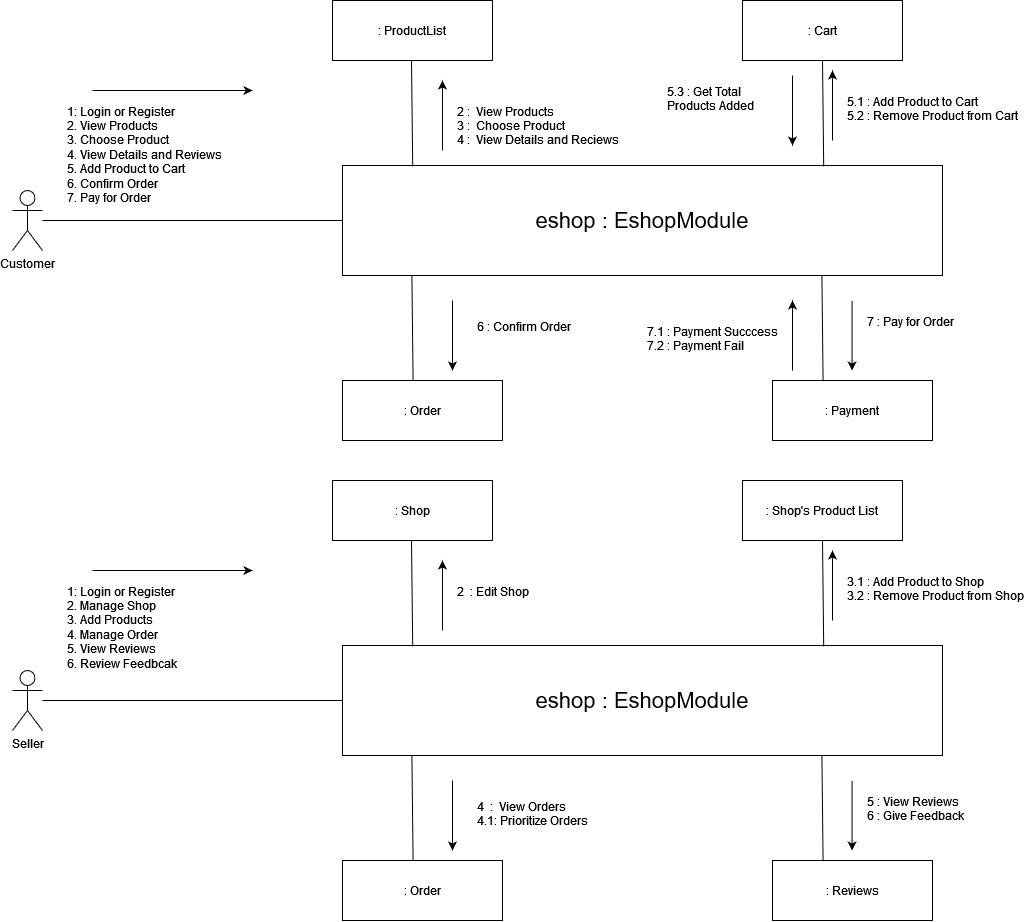 : ProductList
: Cart
1: Login or Register
2. View Products
3. Choose Product
4. View Details and Reviews
5. Add Product to Cart
6. Confirm Order
7. Pay for Order
2 : View Products
3 : Choose Product
4 : View Details and Reciews
5.3 : Get Total
Products Added
5.1 : Add Product to Cart
5.2 : Remove Product from Cart
eshop : EshopModule
Customer
6 : Confirm Order
7.1 : Payment Succcess
7.2 : Payment Fail
7 : Pay for Order
: Order
: Payment
: Shop
: Shop's Product List
1: Login or Register
2. Manage Shop
3. Add Products
4. Manage Order
5. View Reviews
6. Review Feedbcak
2 : Edit Shop
3.1 : Add Product to Shop
3.2 : Remove Product from Shop
eshop : EshopModule
Seller
4 : View Orders
4.1: Prioritize Orders
5 : View Reviews
6 : Give Feedback
: Order
: Reviews